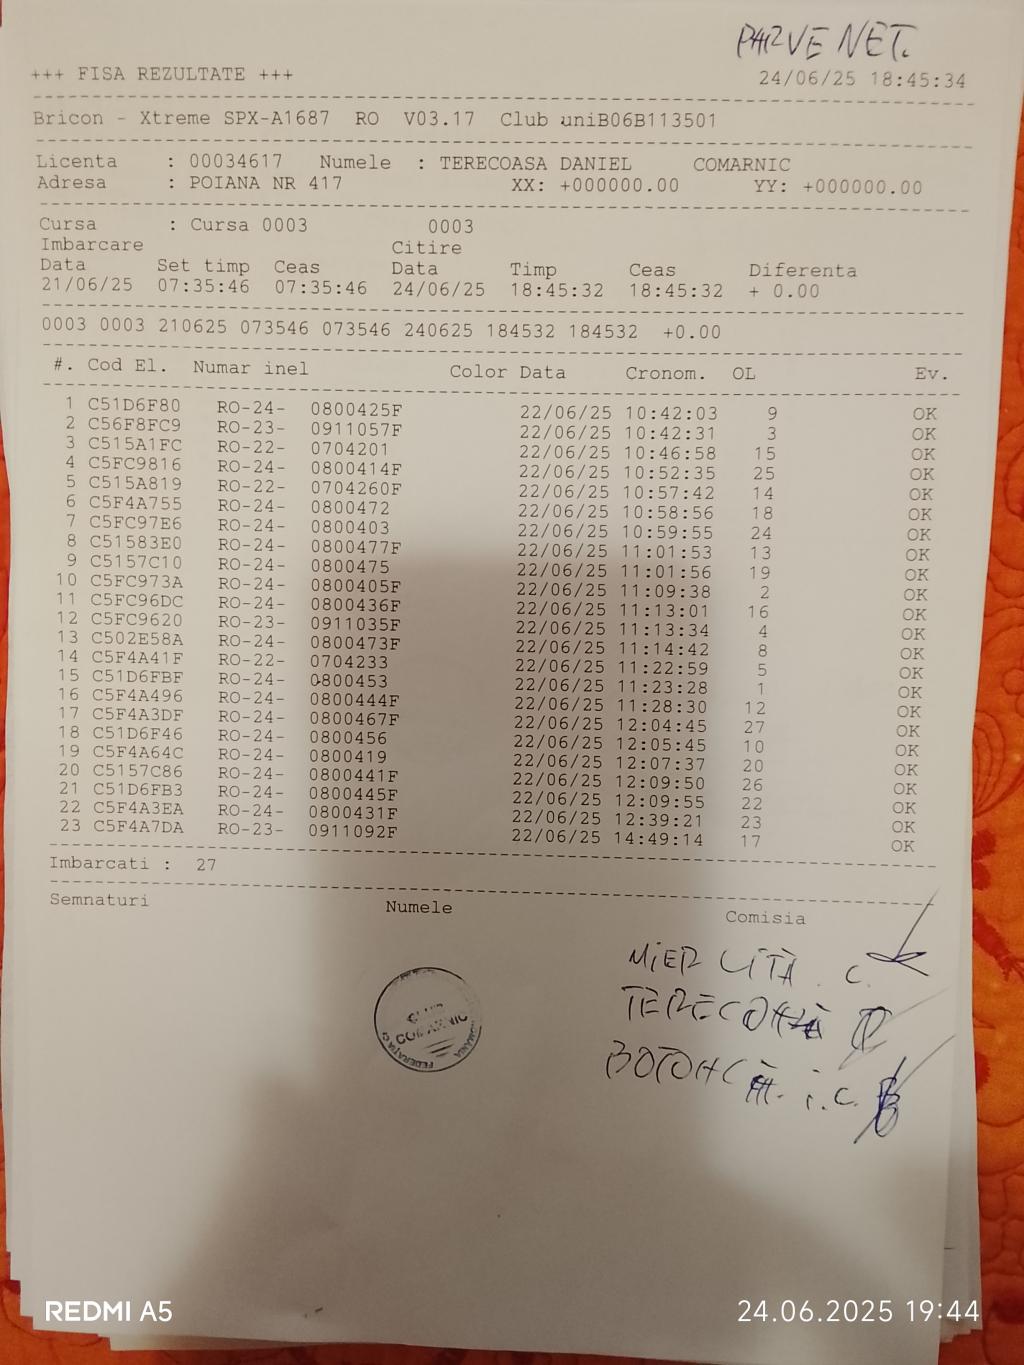 PARVENET.
+++ FISA REZULTATE +++ 24/06/25 18:45:34
Bricon - Xtreme SPX-A1687 RO V03.17 Club uniB06B113501
Licenta : 00034617 Numele : TERECOASA DANIEL COMARNIC
Adresa : POIANA NR 417 XX: +000000.00 YY: +000000.00
Cursa : Cursa 0003 0003
Imbarcare Citire
Data Set timp Ceas Data Timp Ceas Diferenta
21/06/25 07:35:46 07:35:46 24/06/25 18:45:32 18:45:32 + 0.00
0003 0003 210625 073546 073546 240625 184532 184532 +0.00
#. Cod El. Numar inel Color Data Cronom. OL Ev.
1 C51D6F80 RO-24- 0800425F 22/06/25 10:42:03 9 OK
2 C56F8FC9 RO-23- 0911057F 22/06/25 10:42:31 3 OK
3 C515A1FC RO-22- 0704201 22/06/25 10:46:58 15 OK
4 C5FC9816 RO-24- 0800414F 22/06/25 10:52:35 25 OK
5 C515A819 RO-22- 0704260F 22/06/25 10:57:42 14 OK
6 C5F4A755 RO-24- 0800472 22/06/25 10:58:56 18 OK
7 C5FC97E6 RO-24- 0800403 22/06/25 10:59:55 24 OK
8 C51583E0 RO-24- 0800477F 22/06/25 11:01:53 13 OK
9 C5157C10 RO-24- 0800475 22/06/25 11:01:56 19 OK
10 C5FC973A RO-24- 0800405F 22/06/25 11:09:38 2 OK
11 C5FC96DC RO-24- 0800436F 22/06/25 11:13:01 16 OK
12 C5FC9620 RO-23- 0911035F 22/06/25 11:13:34 4 OK
13 C502E58A RO-24- 0800473F 22/06/25 11:14:42 8 OK
14 C5F4A41F RO-22- 0704233 22/06/25 11:22:59 5 OK
15 C51D6FBF RO-24- 0800453 22/06/25 11:23:28 1 OK
16 C5F4A496 RO-24- 0800444F 22/06/25 11:28:30 12 OK
17 C5F4A3DF RO-24- 0800467F 22/06/25 12:04:45 27 OK
18 C51D6F46 RO-24- 0800456 22/06/25 12:05:45 10 OK
19 C5F4A64C RO-24- 0800419 22/06/25 12:07:37 20 OK
20 C5157C86 RO-24- 0800441F 22/06/25 12:09:50 26 OK
21 C51D6FB3 RO-24- 0800445F 22/06/25 12:09:55 22 OK
22 C5F4A3EA RO-24- 0800431F 22/06/25 12:39:21 23 OK
23 C5F4A7DA RO-23- 0911092F 22/06/25 14:49:14 17 OK
Imbarcati : 27
Semnaturi Numele Comisia
MIERLITĂ C.
CLUB
COMARNIC
REDMI A5 24.06.2025 19:44